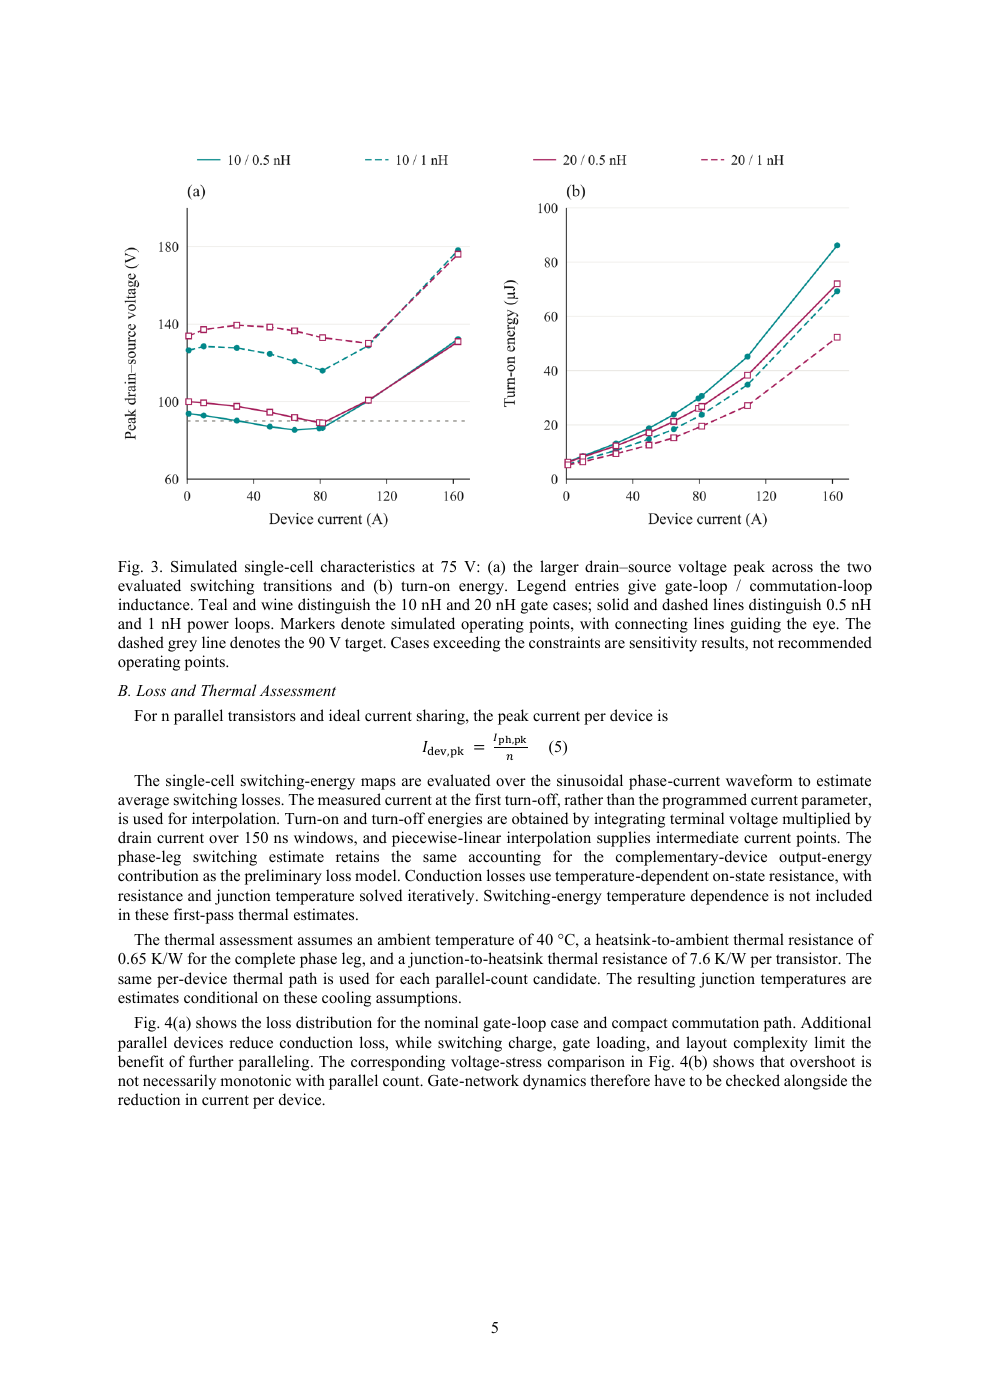 10 / 0.5 nH 10 / 1 nH 20 / 0.5 nH 20 / 1 nH
(a)
Peak drain–source voltage (V)
180
140
100
60
0 40 80 120 160
Device current (A)
(b)
Turn-on energy (μJ)
100
80
60
40
20
0
0 40 80 120 160
Device current (A)
Fig. 3. Simulated single-cell characteristics at 75 V: (a) the larger drain–source voltage peak across the two
evaluated switching transitions and (b) turn-on energy. Legend entries give gate-loop / commutation-loop
inductance. Teal and wine distinguish the 10 nH and 20 nH gate cases; solid and dashed lines distinguish 0.5 nH
and 1 nH power loops. Markers denote simulated operating points, with connecting lines guiding the eye. The
dashed grey line denotes the 90 V target. Cases exceeding the constraints are sensitivity results, not recommended
operating points.
B. Loss and Thermal Assessment
For n parallel transistors and ideal current sharing, the peak current per device is
I_dev,pk = I_ph,pk / n (5)
The single-cell switching-energy maps are evaluated over the sinusoidal phase-current waveform to estimate
average switching losses. The measured current at the first turn-off, rather than the programmed current parameter,
is used for interpolation. Turn-on and turn-off energies are obtained by integrating terminal voltage multiplied by
drain current over 150 ns windows, and piecewise-linear interpolation supplies intermediate current points. The
phase-leg switching estimate retains the same accounting for the complementary-device output-energy
contribution as the preliminary loss model. Conduction losses use temperature-dependent on-state resistance, with
resistance and junction temperature solved iteratively. Switching-energy temperature dependence is not included
in these first-pass thermal estimates.
The thermal assessment assumes an ambient temperature of 40 °C, a heatsink-to-ambient thermal resistance of
0.65 K/W for the complete phase leg, and a junction-to-heatsink thermal resistance of 7.6 K/W per transistor. The
same per-device thermal path is used for each parallel-count candidate. The resulting junction temperatures are
estimates conditional on these cooling assumptions.
Fig. 4(a) shows the loss distribution for the nominal gate-loop case and compact commutation path. Additional
parallel devices reduce conduction loss, while switching charge, gate loading, and layout complexity limit the
benefit of further paralleling. The corresponding voltage-stress comparison in Fig. 4(b) shows that overshoot is
not necessarily monotonic with parallel count. Gate-network dynamics therefore have to be checked alongside the
reduction in current per device.
5